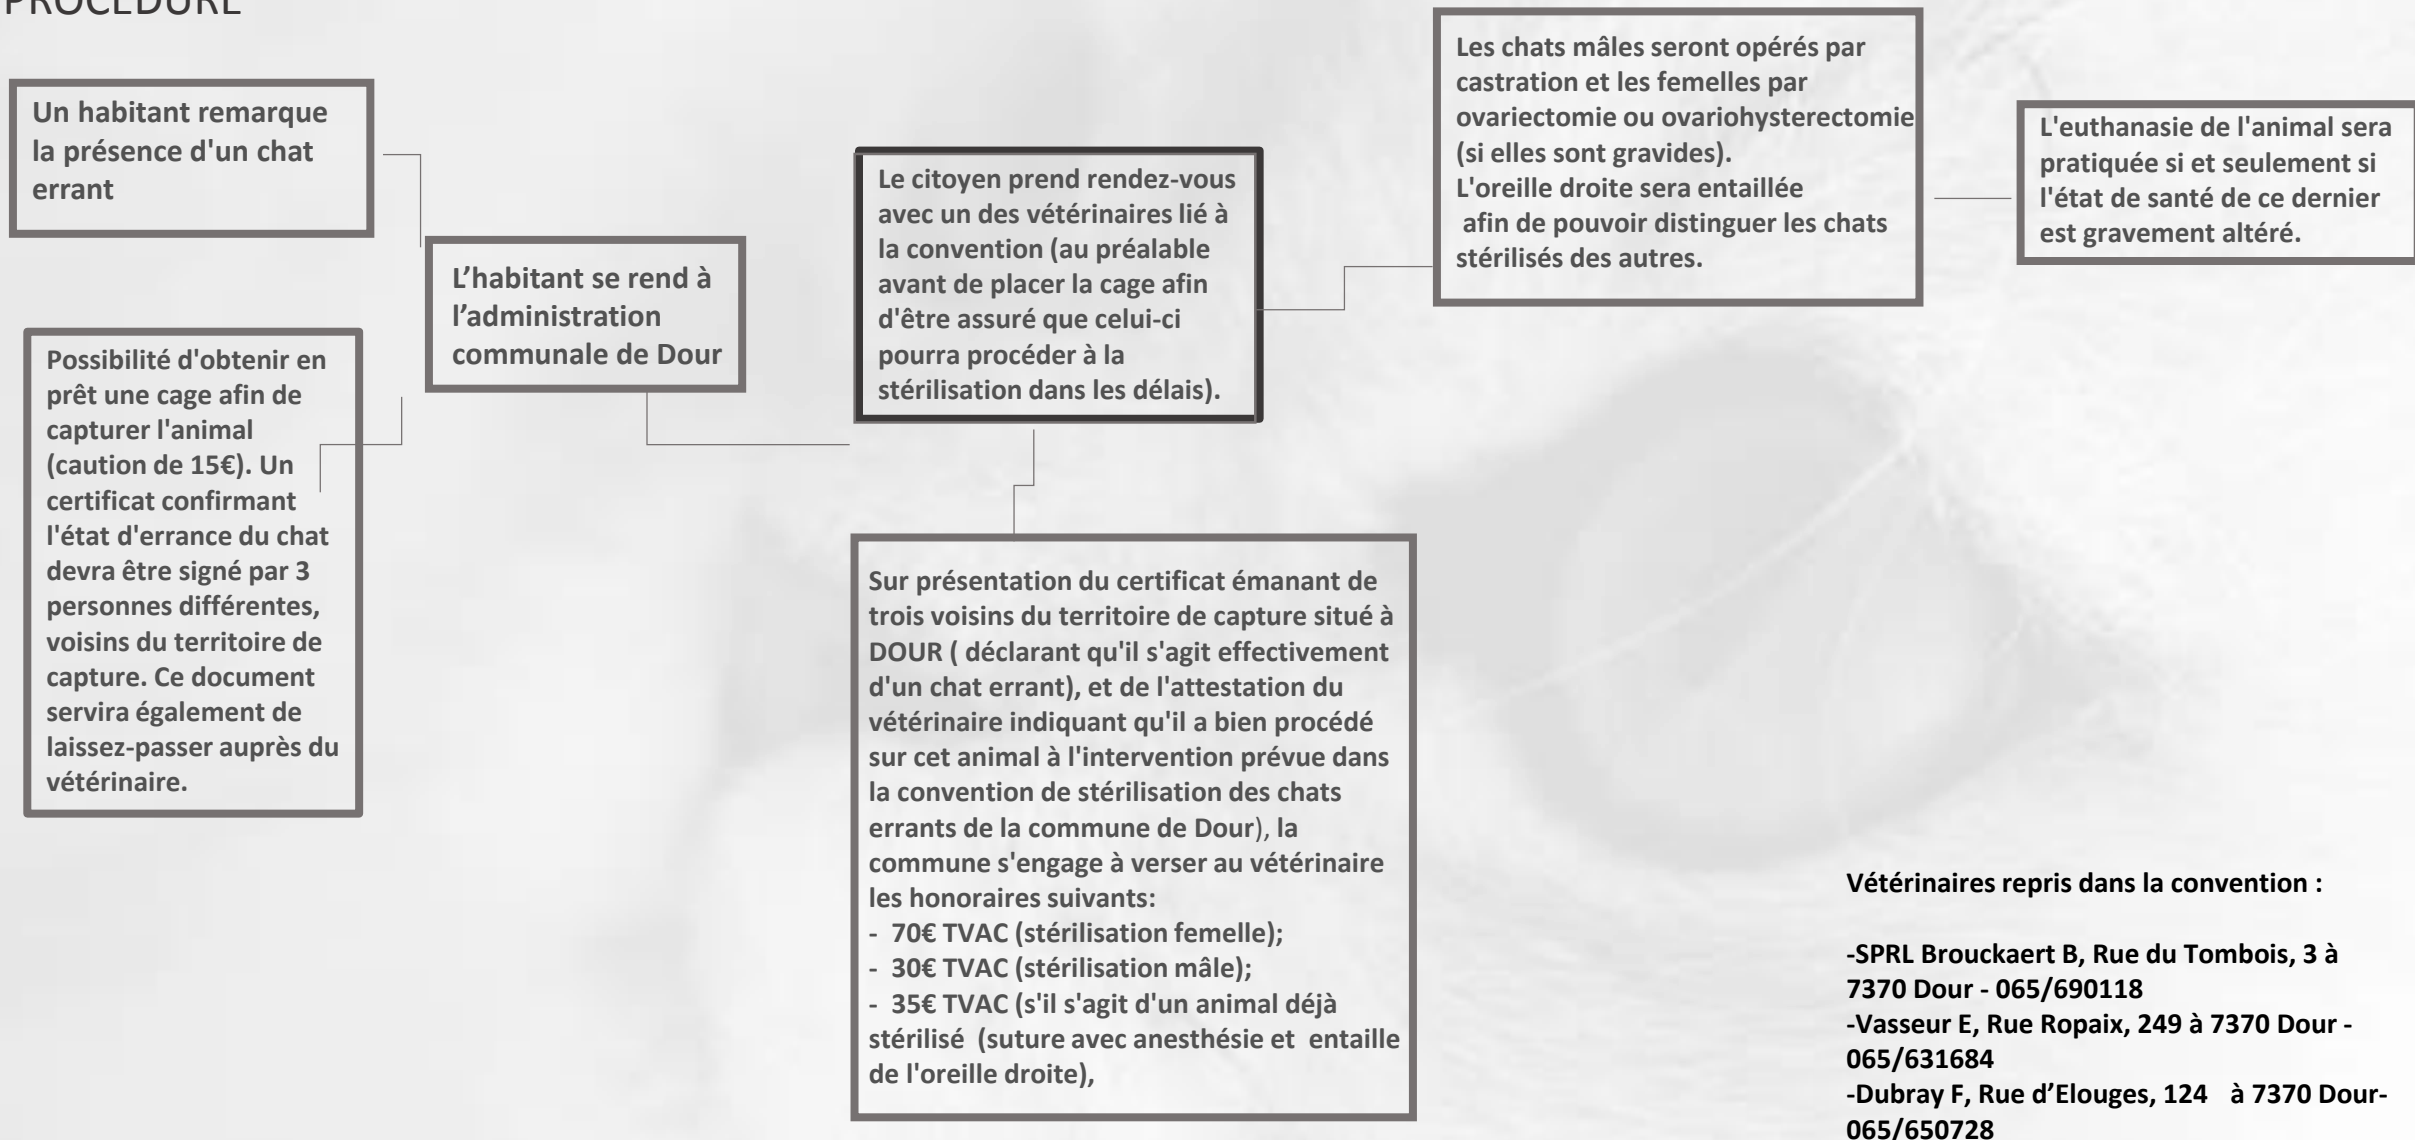 PROCEDURE
Un habitant remarque
la présence d'un chat
errant
L’habitant se rend à
l’administration
communale de Dour
Possibilité d'obtenir en
prêt une cage afin de
capturer l'animal
(caution de 15€). Un
certificat confirmant
l'état d'errance du chat
devra être signé par 3
personnes différentes,
voisins du territoire de
capture. Ce document
servira également de
laissez-passer auprès du
vétérinaire.
Le citoyen prend rendez-vous
avec un des vétérinaires lié à
la convention (au préalable
avant de placer la cage afin
d'être assuré que celui-ci
pourra procéder à la
stérilisation dans les délais).
Sur présentation du certificat émanant de
trois voisins du territoire de capture situé à
DOUR ( déclarant qu'il s'agit effectivement
d'un chat errant), et de l'attestation du
vétérinaire indiquant qu'il a bien procédé
sur cet animal à l'intervention prévue dans
la convention de stérilisation des chats
errants de la commune de Dour), la
commune s'engage à verser au vétérinaire
les honoraires suivants:
- 70€ TVAC (stérilisation femelle);
- 30€ TVAC (stérilisation mâle);
- 35€ TVAC (s'il s'agit d'un animal déjà
stérilisé (suture avec anesthésie et entaille
de l'oreille droite),
Les chats mâles seront opérés par
castration et les femelles par
ovariectomie ou ovariohysterectomie
(si elles sont gravides).
L'oreille droite sera entaillée
afin de pouvoir distinguer les chats
stérilisés des autres.
L'euthanasie de l'animal sera
pratiquée si et seulement si
l'état de santé de ce dernier
est gravement altéré.
Vétérinaires repris dans la convention :
-SPRL Brouckaert B, Rue du Tombois, 3 à
7370 Dour - 065/690118
-Vasseur E, Rue Ropaix, 249 à 7370 Dour -
065/631684
-Dubray F, Rue d’Elouges, 124 à 7370 Dour-
065/650728